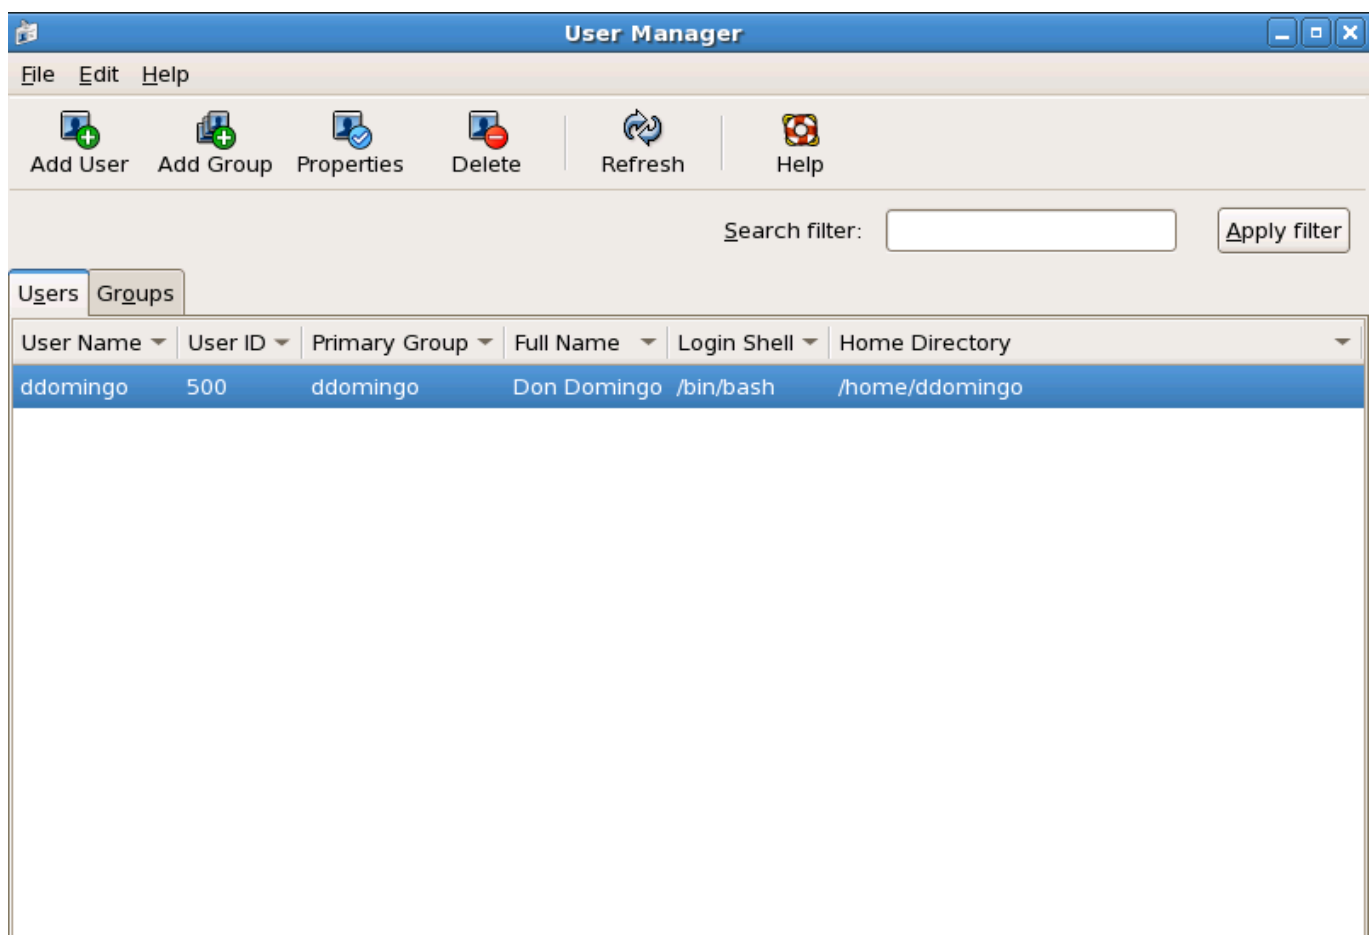 User Manager
File Edit Help
Add User Add Group Properties Delete Refresh Help
Search filter: Apply filter
Users Groups
User Name User ID Primary Group Full Name Login Shell Home Directory
ddomingo 500 ddomingo Don Domingo /bin/bash /home/ddomingo